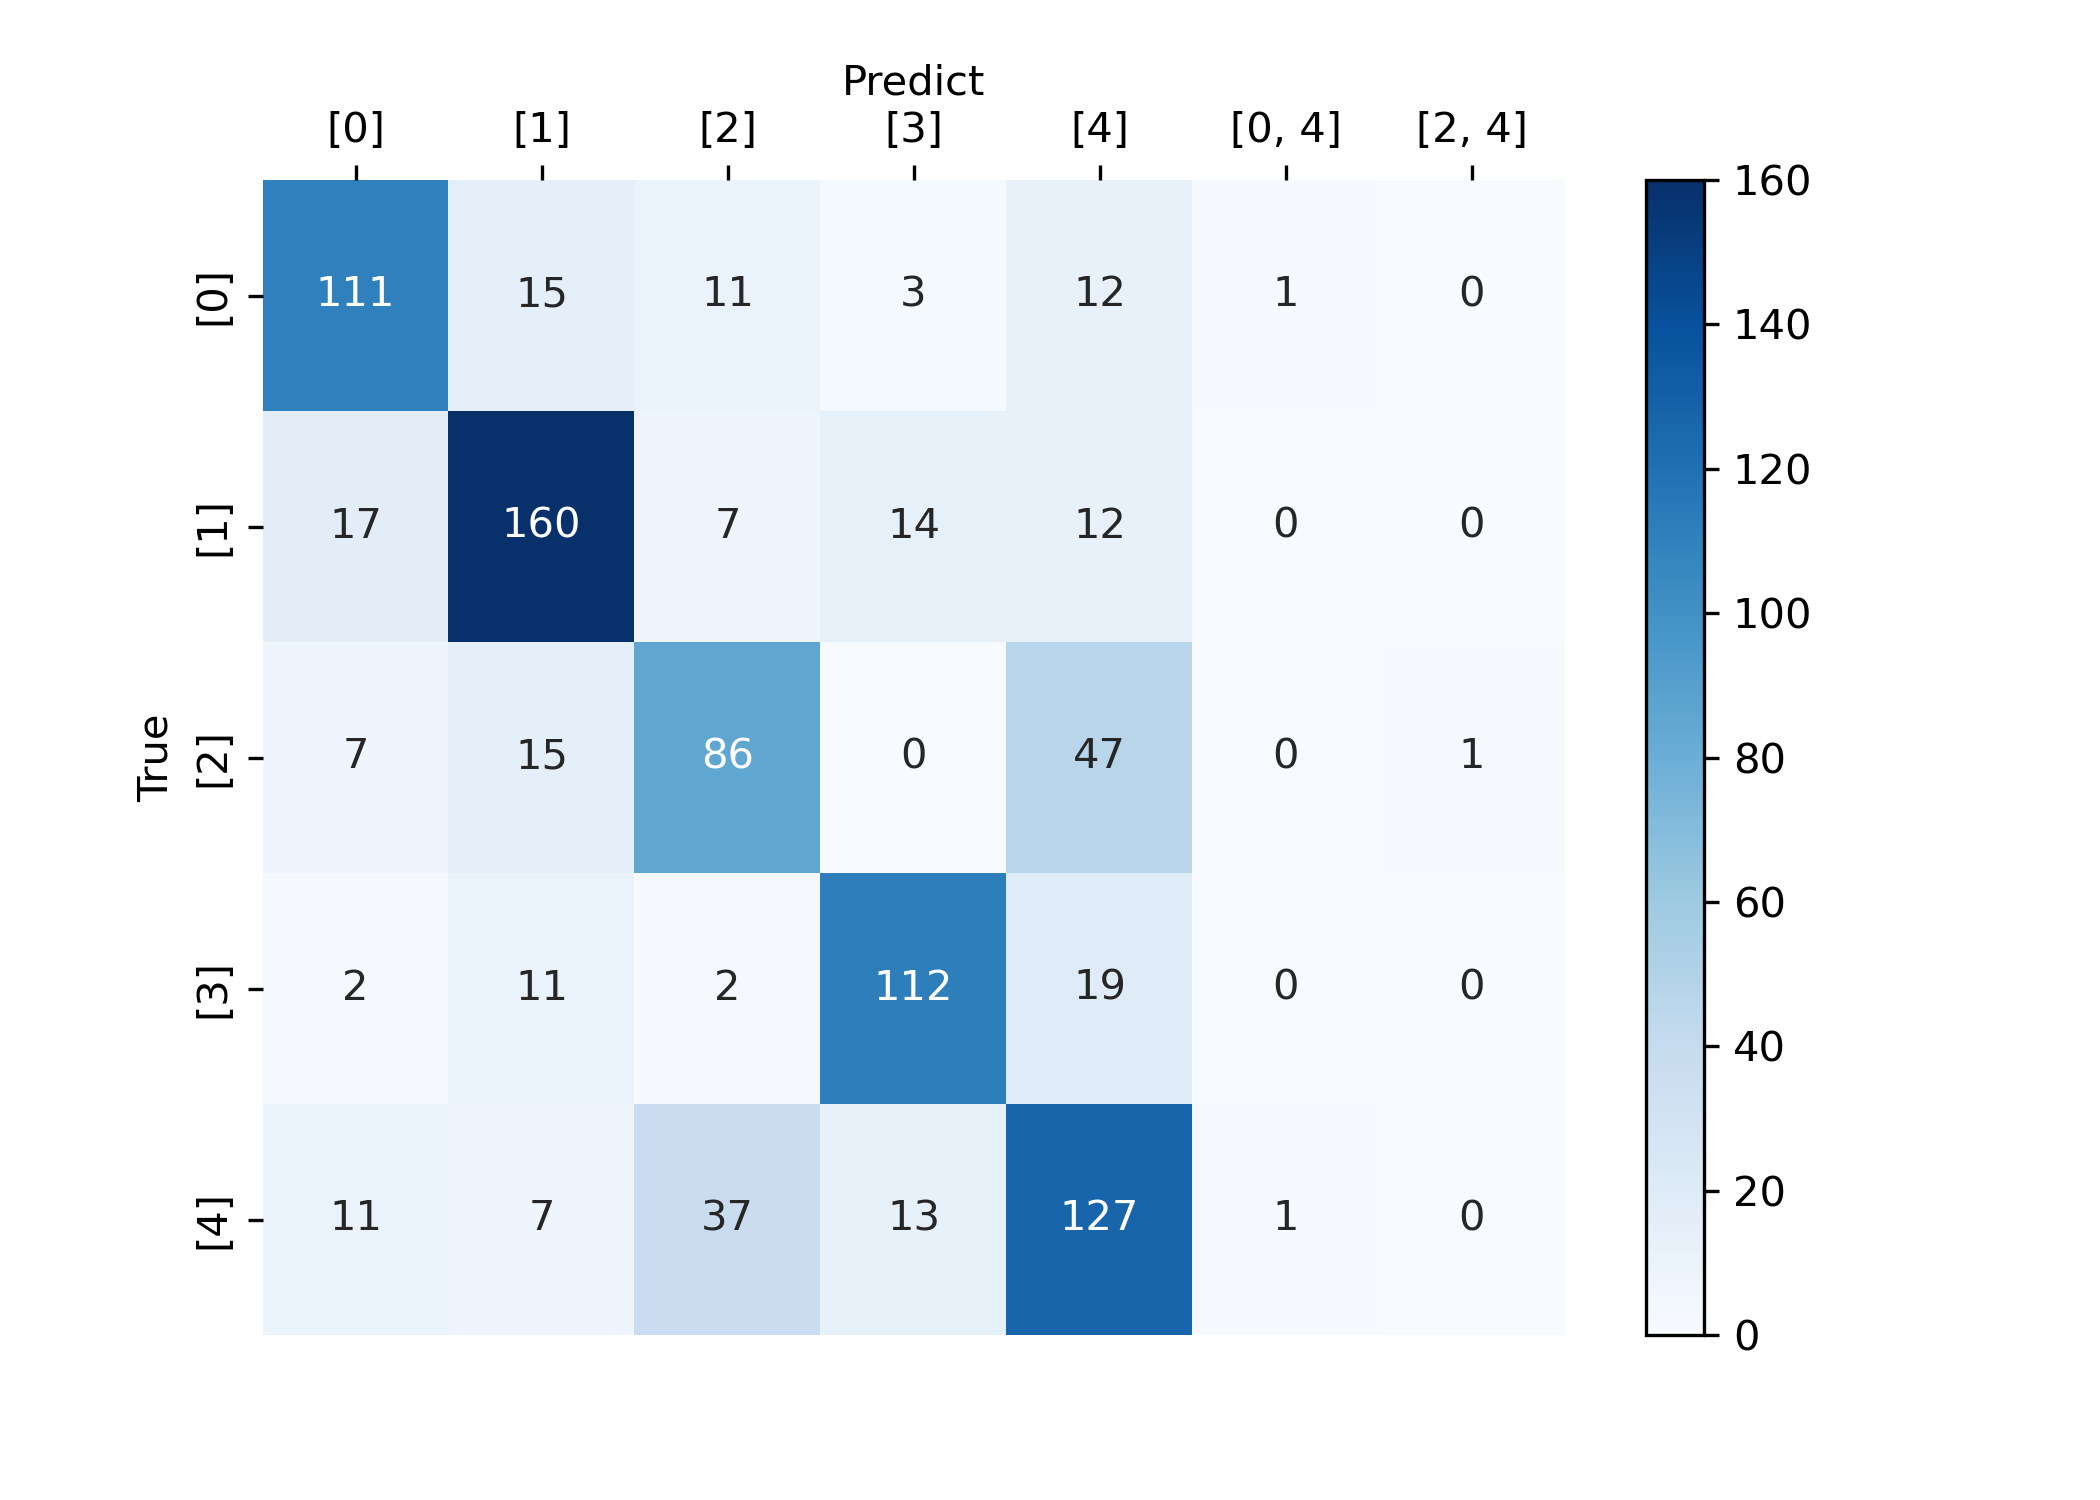 Predict
[0] [1] [2] [3] [4] [0, 4] [2, 4]
True
[0] 111 15 11 3 12 1 0
[1] 17 160 7 14 12 0 0
[2] 7 15 86 0 47 0 1
[3] 2 11 2 112 19 0 0
[4] 11 7 37 13 127 1 0
160
140
120
100
80
60
40
20
0